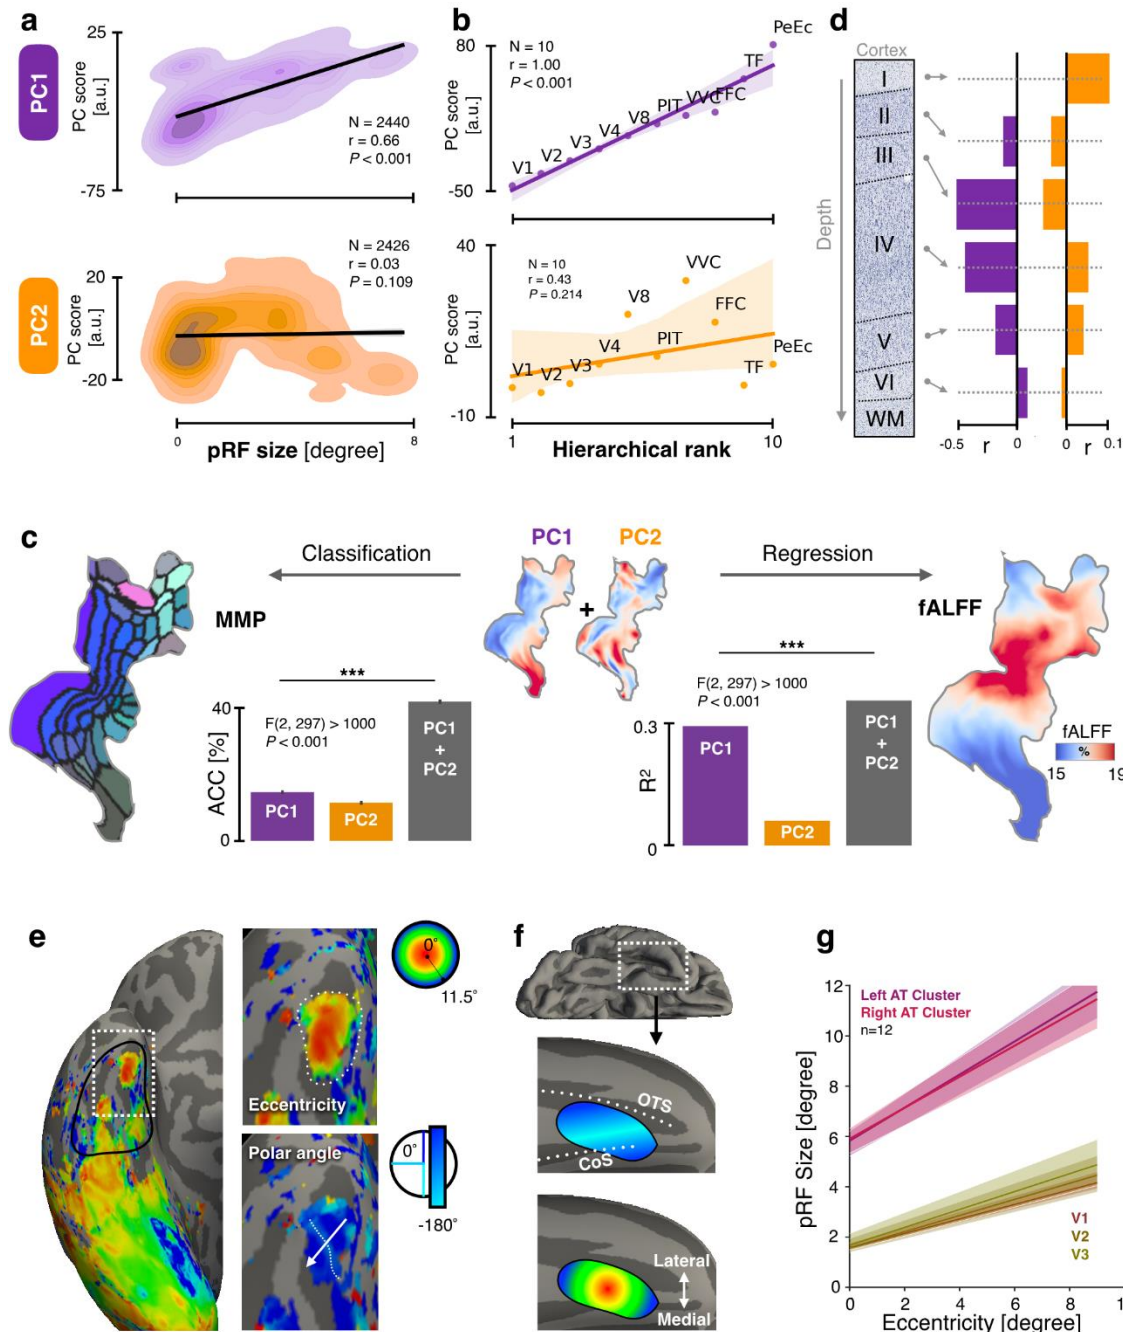 a
PC1
25
PC score
[a.u.]
-75
N = 2440
r = 0.66
P < 0.001
PC2
20
PC score
[a.u.]
-20
N = 2426
r = 0.03
P = 0.109
0
8
pRF size [degree]
b
80
PC score
[a.u.]
-50
N = 10
r = 1.00
P < 0.001
V1
V2
V3
V4
V8
PIT
VVC
FFC
TF
PeEc
40
PC score
[a.u.]
-10
N = 10
r = 0.43
P = 0.214
V1
V2
V3
V4
V8
PIT
VVC
FFC
TF
PeEc
1
10
Hierarchical rank
d
Cortex
Depth
I
II
III
IV
V
VI
WM
-0.5
0
r
0
0.1
r
c
Classification
MMP
PC1
+
PC2
Regression
fALFF
***
F(2, 297) > 1000
P < 0.001
40
ACC [%]
0
PC1
PC2
PC1
+
PC2
***
F(2, 297) > 1000
P < 0.001
0.3
R²
0
PC1
PC2
PC1
+
PC2
fALFF
%
15
19
e
Eccentricity
0°
11.5°
Polar angle
0°
-180°
f
OTS
CoS
Lateral
Medial
g
Left AT Cluster
Right AT Cluster
n=12
12
10
8
6
4
2
0
pRF Size [degree]
V1
V2
V3
0
2
4
6
8
Eccentricity [degree]